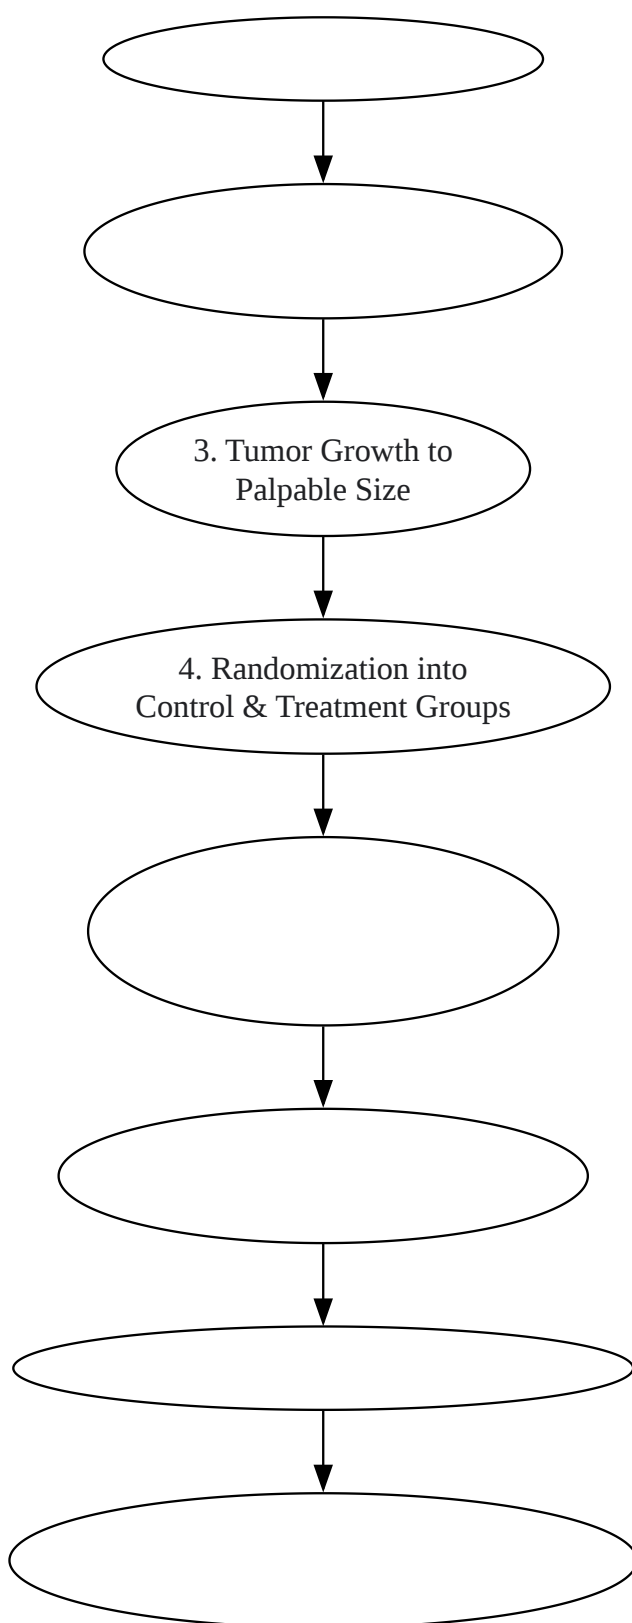 3. Tumor Growth to
Palpable Size
4. Randomization into
Control & Treatment Groups